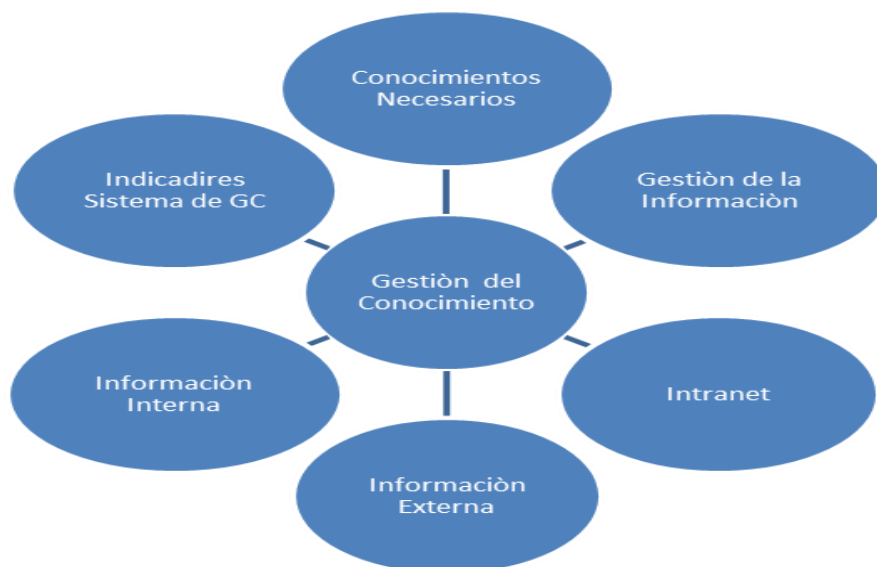 Conocimientos
Necesarios
Indicadires
Sistema de GC
Gestiòn de la
Informaciòn
Gestiòn  del
Conocimiento
Informaciòn
Interna
Intranet
Informaciòn
Externa